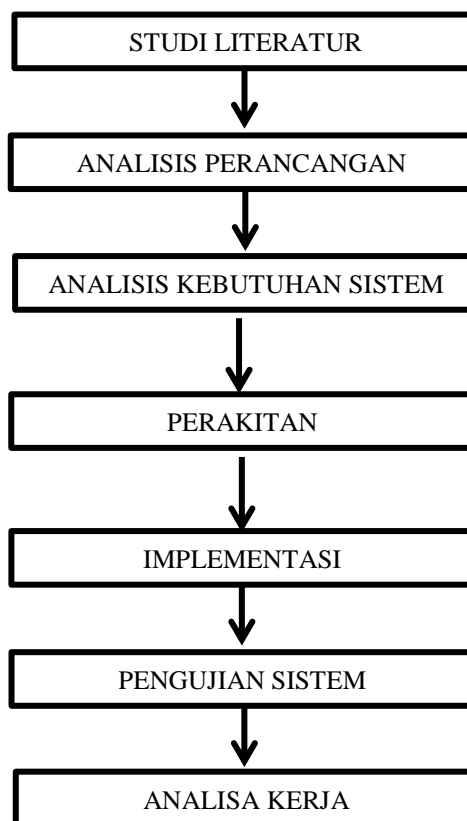 STUDI LITERATUR
ANALISIS PERANCANGAN
ANALISIS KEBUTUHAN SISTEM
PERAKITAN
IMPLEMENTASI
PENGUJIAN SISTEM
ANALISA KERJA